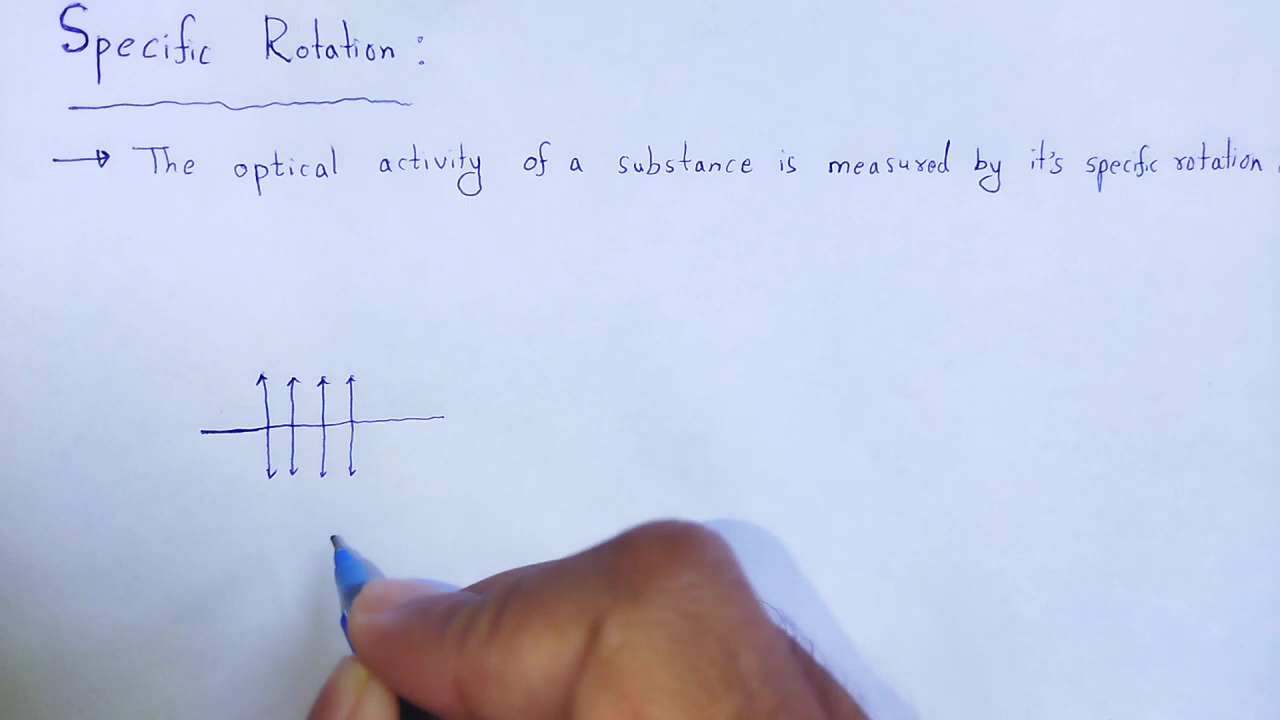 Specific Rotation :
→ The optical activity of a substance is measured by it's specific rotation.